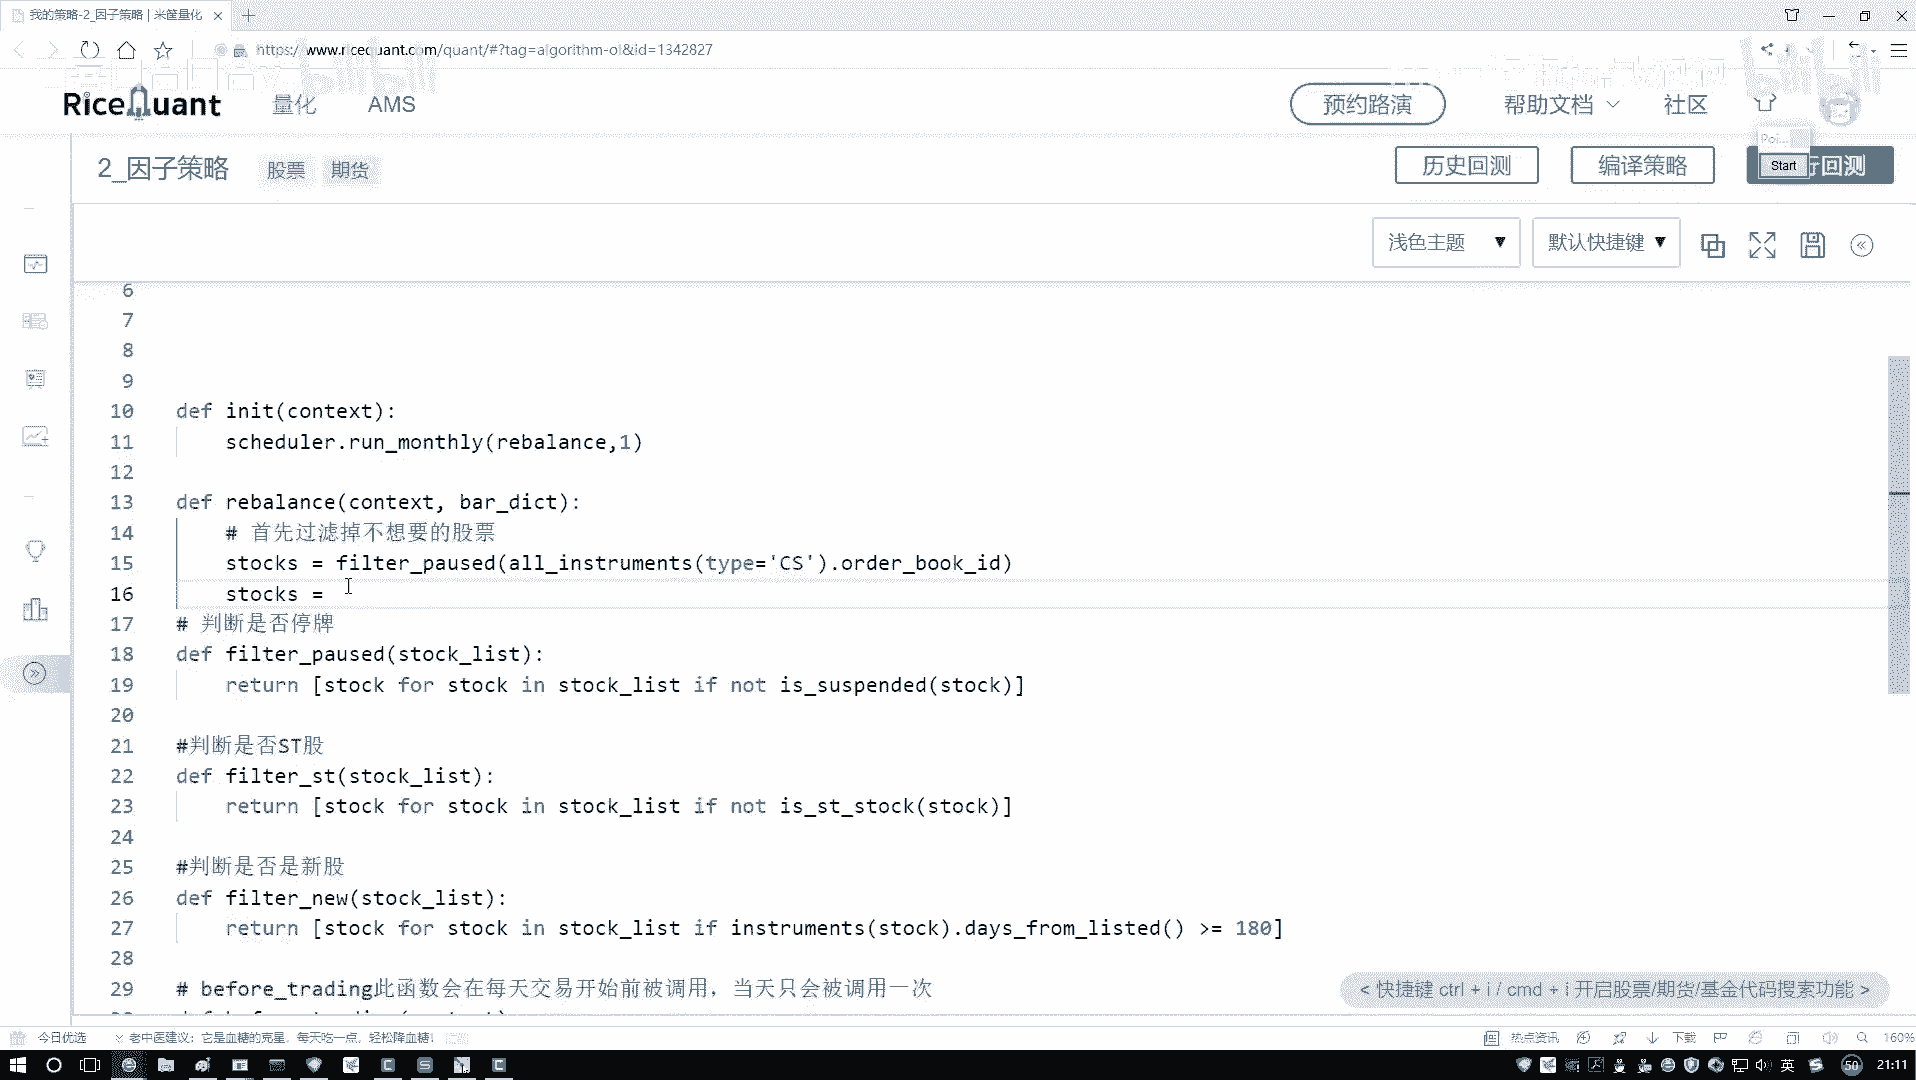 我的策略-2_因子策略 | 米筐量化
https://www.ricequant.com/quant/#?tag=algorithm-ol&id=1342827
bilibili
bilibili
RiceQuant
量化
AMS
预约路演
帮助文档
社区
Poi...
2_因子策略
股票
期货
历史回测
编译策略
Start
回测
浅色主题
默认快捷键
6
7
8
9
10 def init(context):
11 scheduler.run_monthly(rebalance,1)
12
13 def rebalance(context, bar_dict):
14 # 首先过滤掉不想要的股票
15 stocks = filter_paused(all_instruments(type='CS').order_book_id)
16 stocks =
17 # 判断是否停牌
18 def filter_paused(stock_list):
19 return [stock for stock in stock_list if not is_suspended(stock)]
20
21 #判断是否ST股
22 def filter_st(stock_list):
23 return [stock for stock in stock_list if not is_st_stock(stock)]
24
25 #判断是否是新股
26 def filter_new(stock_list):
27 return [stock for stock in stock_list if instruments(stock).days_from_listed() >= 180]
28
29 # before_trading此函数会在每天交易开始前被调用，当天只会被调用一次
< 快捷键 ctrl + i / cmd + i 开启股票/期货/基金代码搜索功能 >
今日优选
老中医建议：它是血糖的克星，每天吃一点，轻松降血糖！
热点资讯
下载
160%
英
50
21:11